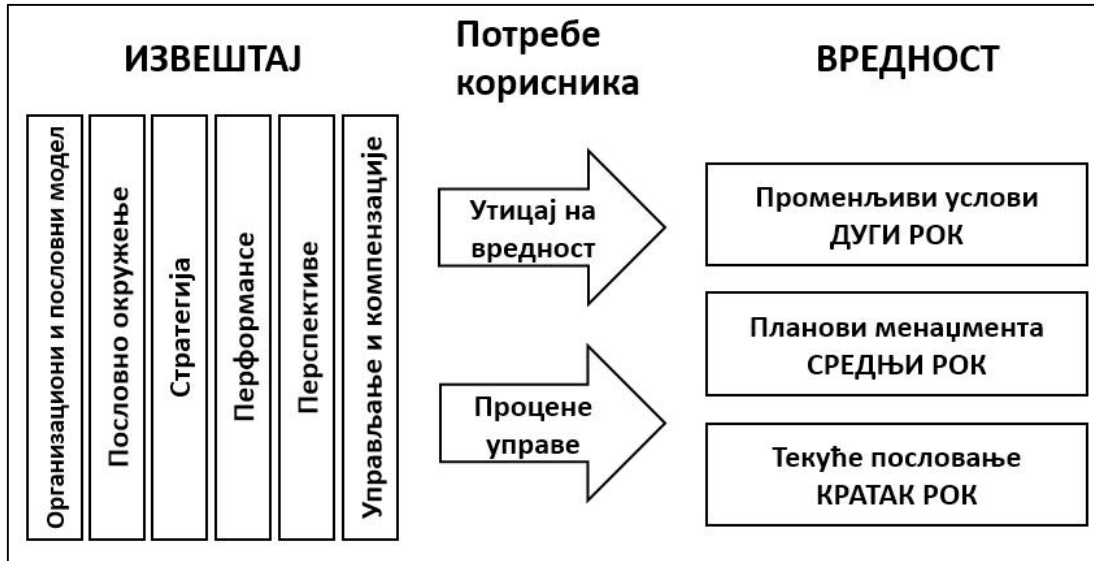 ИЗВЕШТАЈ
Потребе
корисника
ВРЕДНОСТ
Организациони и пословни модел
Пословно окружење
Стратегија
Перформансе
Перспективе
Управљање и компензације
Утицај на
вредност
Процене
управе
Променљиви услови
ДУГИ РОК
Планови менаџмента
СРЕДЊИ РОК
Текуће пословање
КРАТАК РОК